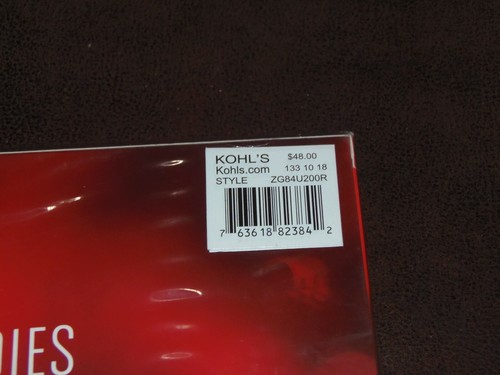 KOHL'S $48.00
Kohls.com 133 10 18
STYLE ZG84U200R
7 63618 82384 2
DIES